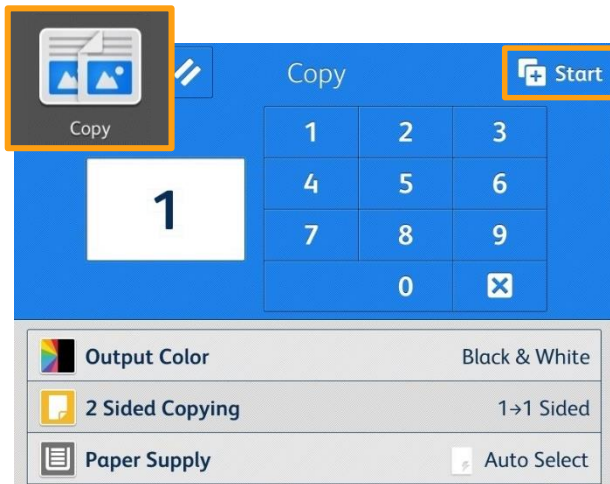 Copy
Copy
Start
1
1 2 3
4 5 6
7 8 9
0
Output Color Black & White
2 Sided Copying 1→1 Sided
Paper Supply Auto Select